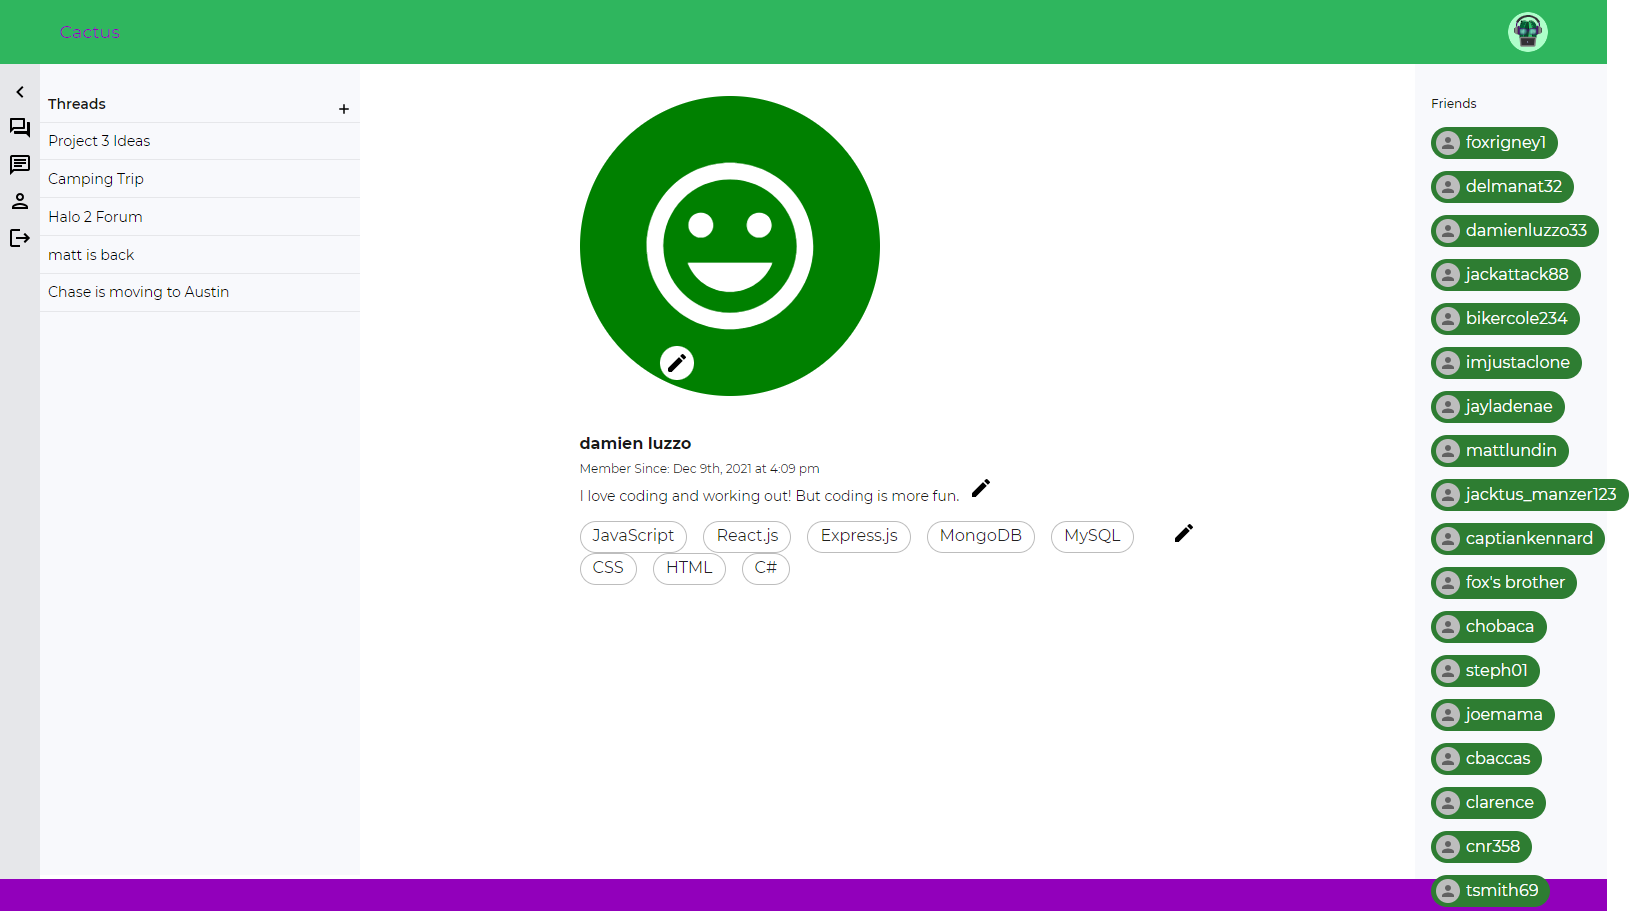 Cactus
Threads
+
Project 3 Ideas
Camping Trip
Halo 2 Forum
matt is back
Chase is moving to Austin
damien luzzo
Member Since: Dec 9th, 2021 at 4:09 pm
I love coding and working out! But coding is more fun.
JavaScript React.js Express.js MongoDB MySQL
CSS HTML C#
Friends
foxrigney1
delmanat32
damienluzzo33
jackattack88
bikercole234
imjustaclone
jayladenae
mattlundin
jacktus_manzer123
captiankennard
fox's brother
chobaca
steph01
joemama
cbaccas
clarence
cnr358
tsmith69